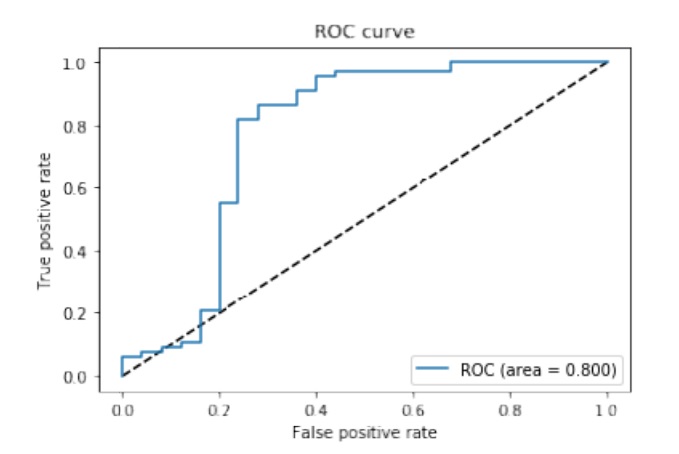 ROC curve
True positive rate
1.0
0.8
0.6
0.4
0.2
0.0
ROC (area = 0.800)
0.0 0.2 0.4 0.6 0.8 1.0
False positive rate